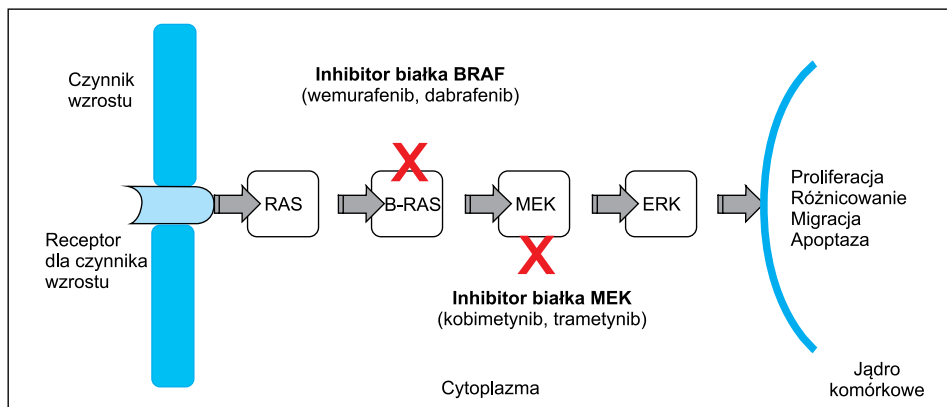 Czynnik
wzrostu
Inhibitor białka BRAF
(wemurafenib, dabrafenib)
RAS
B-RAS
MEK
ERK
Proliferacja
Różnicowanie
Migracja
Apoptaza
Receptor
dla czynnika
wzrostu
Inhibitor białka MEK
(kobimetynib, trametynib)
Cytoplazma
Jądro
komórkowe